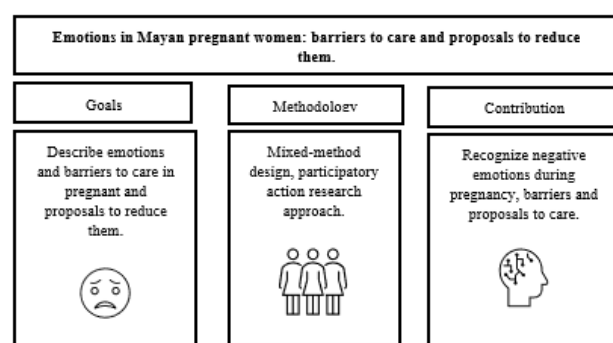 Emotions in Mayan pregnant women: barriers to care and proposals to reduce
them.
Goals
Methodology
Contribution
Describe emotions
and barriers to care in
pregnant and
proposals to reduce
them.
Mixed-method
design, participatory
action research
approach.
Recognize negative
emotions during
pregnancy, barriers and
proposals to care.